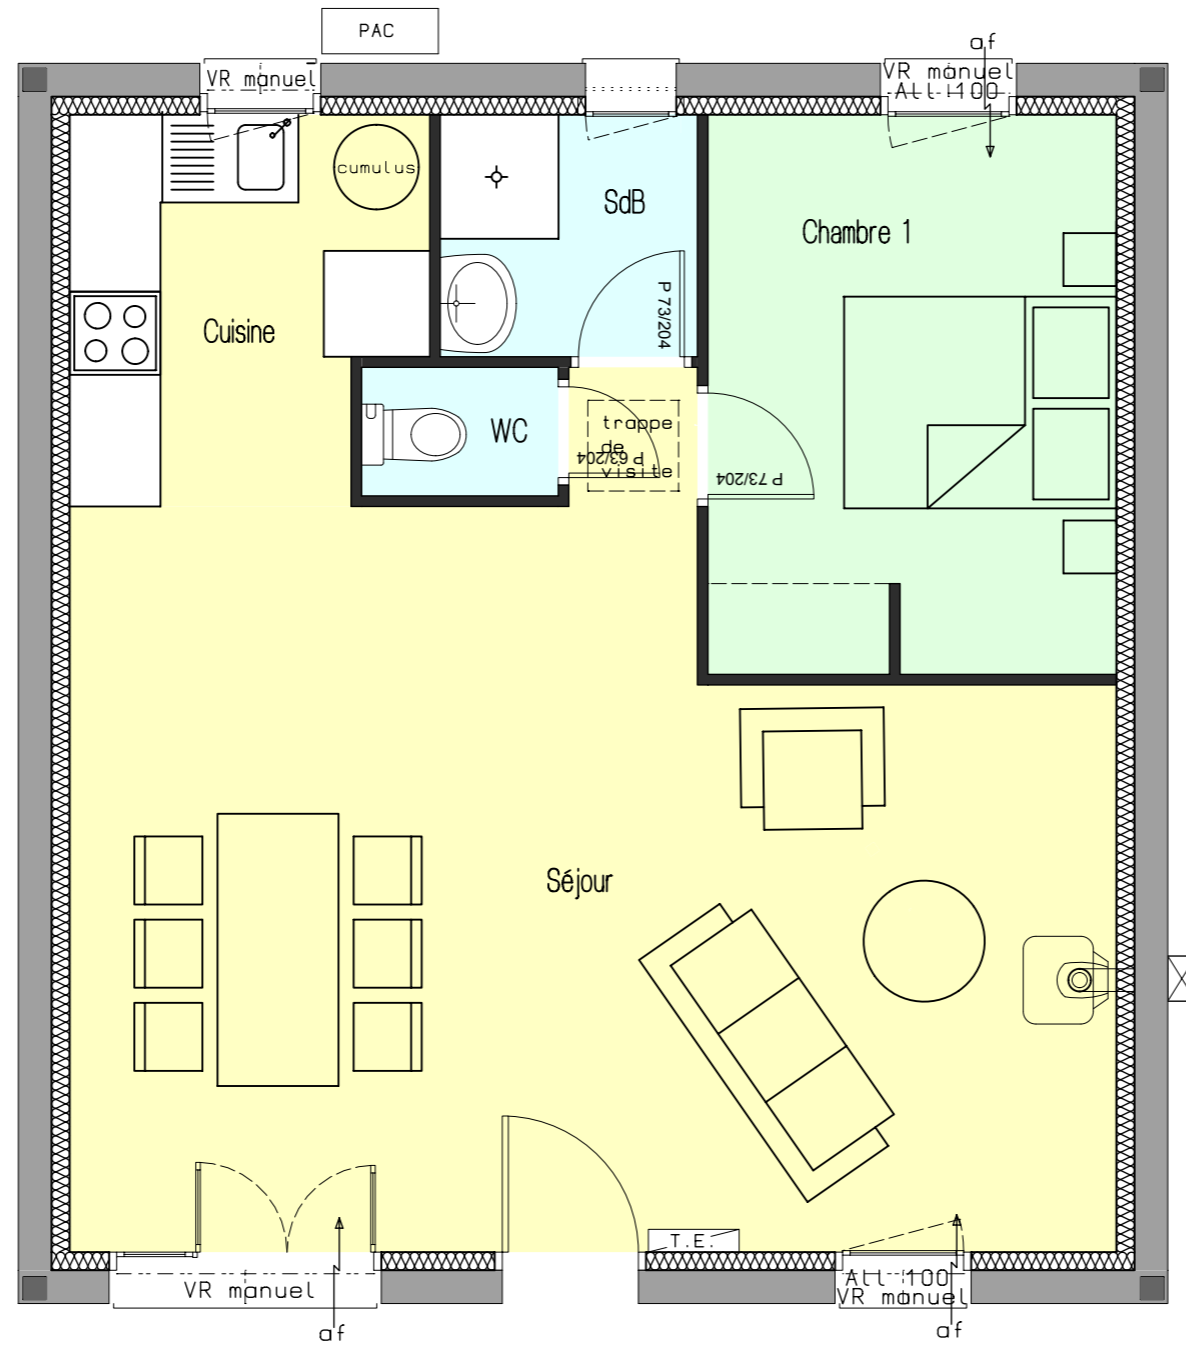 PAC
af
VR manuel
VR manuel
All 100
cumulus
SdB
Chambre 1
P 73/204
Cuisine
WC
trappe
de
P 63/204
visite
P 73/204
Séjour
T.E.
VR manuel
All 100
VR manuel
af
af